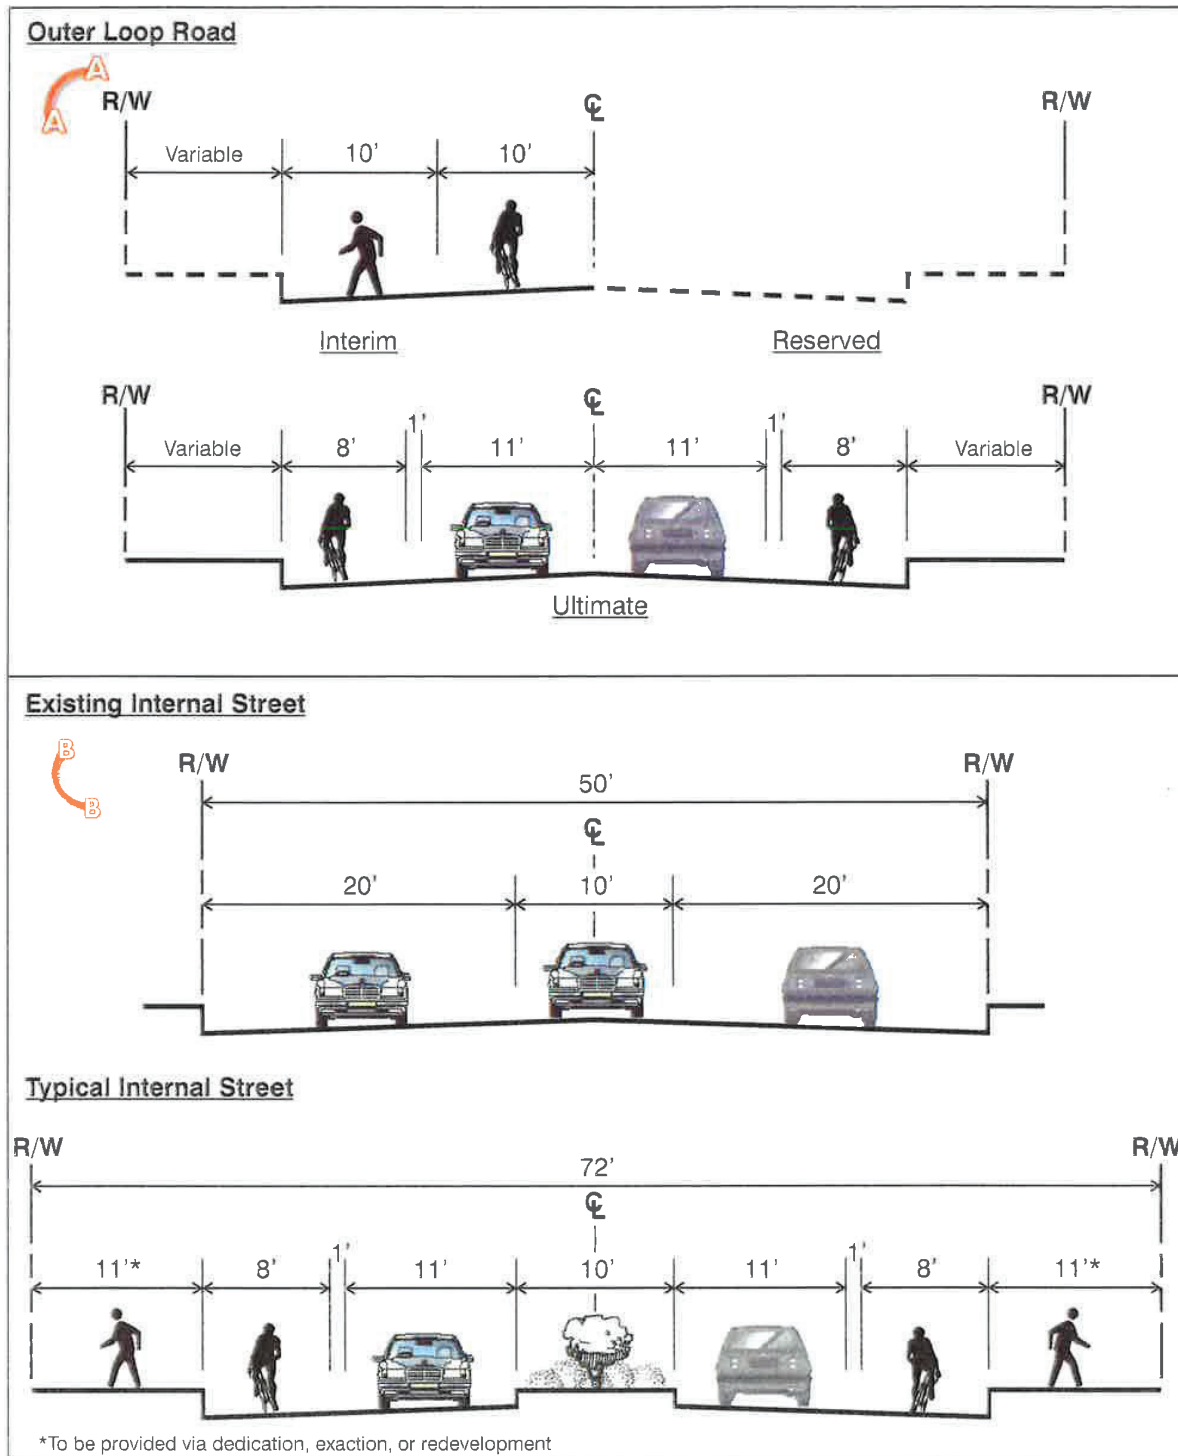 Outer Loop Road
A
A
R/W ℄ R/W
Variable 10' 10'
Interim Reserved
R/W ℄ R/W
Variable 8' 1' 11' 11' 1' 8' Variable
Ultimate
Existing Internal Street
B
B
R/W R/W
50'
℄
20' 10' 20'
Typical Internal Street
R/W R/W
72'
℄
11'* 8' 1' 11' 10' 11' 1' 8' 11'*
*To be provided via dedication, exaction, or redevelopment